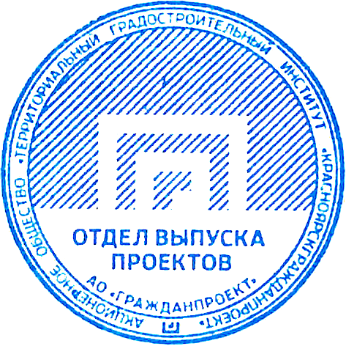 АКЦИОНЕРНОЕ ОБЩЕСТВО «ТЕРРИТОРИАЛЬНЫЙ ГРАДОСТРОИТЕЛЬНЫЙ ИНСТИТУТ «КРАСНОЯРСКГРАЖДАНПРОЕКТ»
ОТДЕЛ ВЫПУСКА
ПРОЕКТОВ
АО «ГРАЖДАНПРОЕКТ»